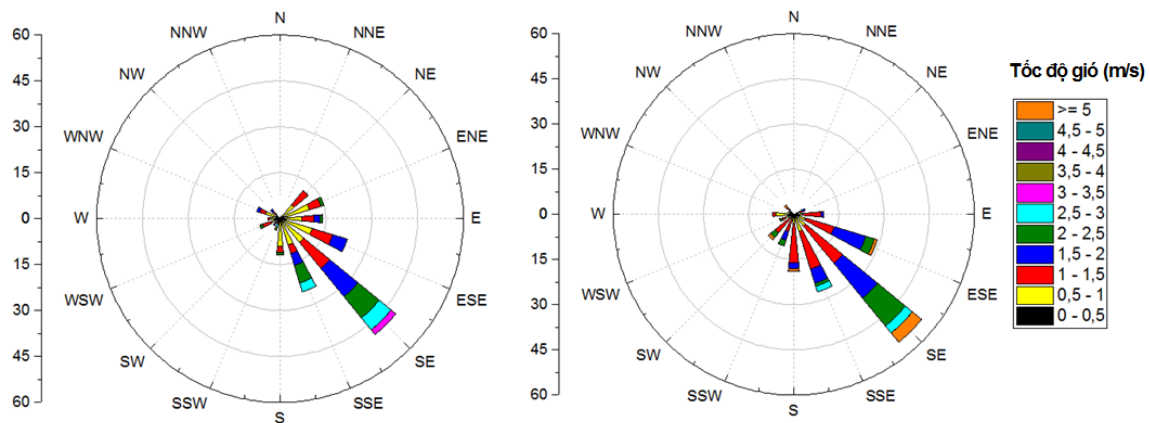 60
45
30
15
0
15
30
45
60
N
NNE
NE
ENE
E
ESE
SE
SSE
S
SSW
SW
WSW
W
WNW
NW
NNW
60
45
30
15
0
15
30
45
60
N
NNE
NE
ENE
E
ESE
SE
SSE
S
SSW
SW
WSW
W
WNW
NW
NNW
Tốc độ gió (m/s)
>= 5
4,5 - 5
4 - 4,5
3,5 - 4
3 - 3,5
2,5 - 3
2 - 2,5
1,5 - 2
1 - 1,5
0,5 - 1
0 - 0,5